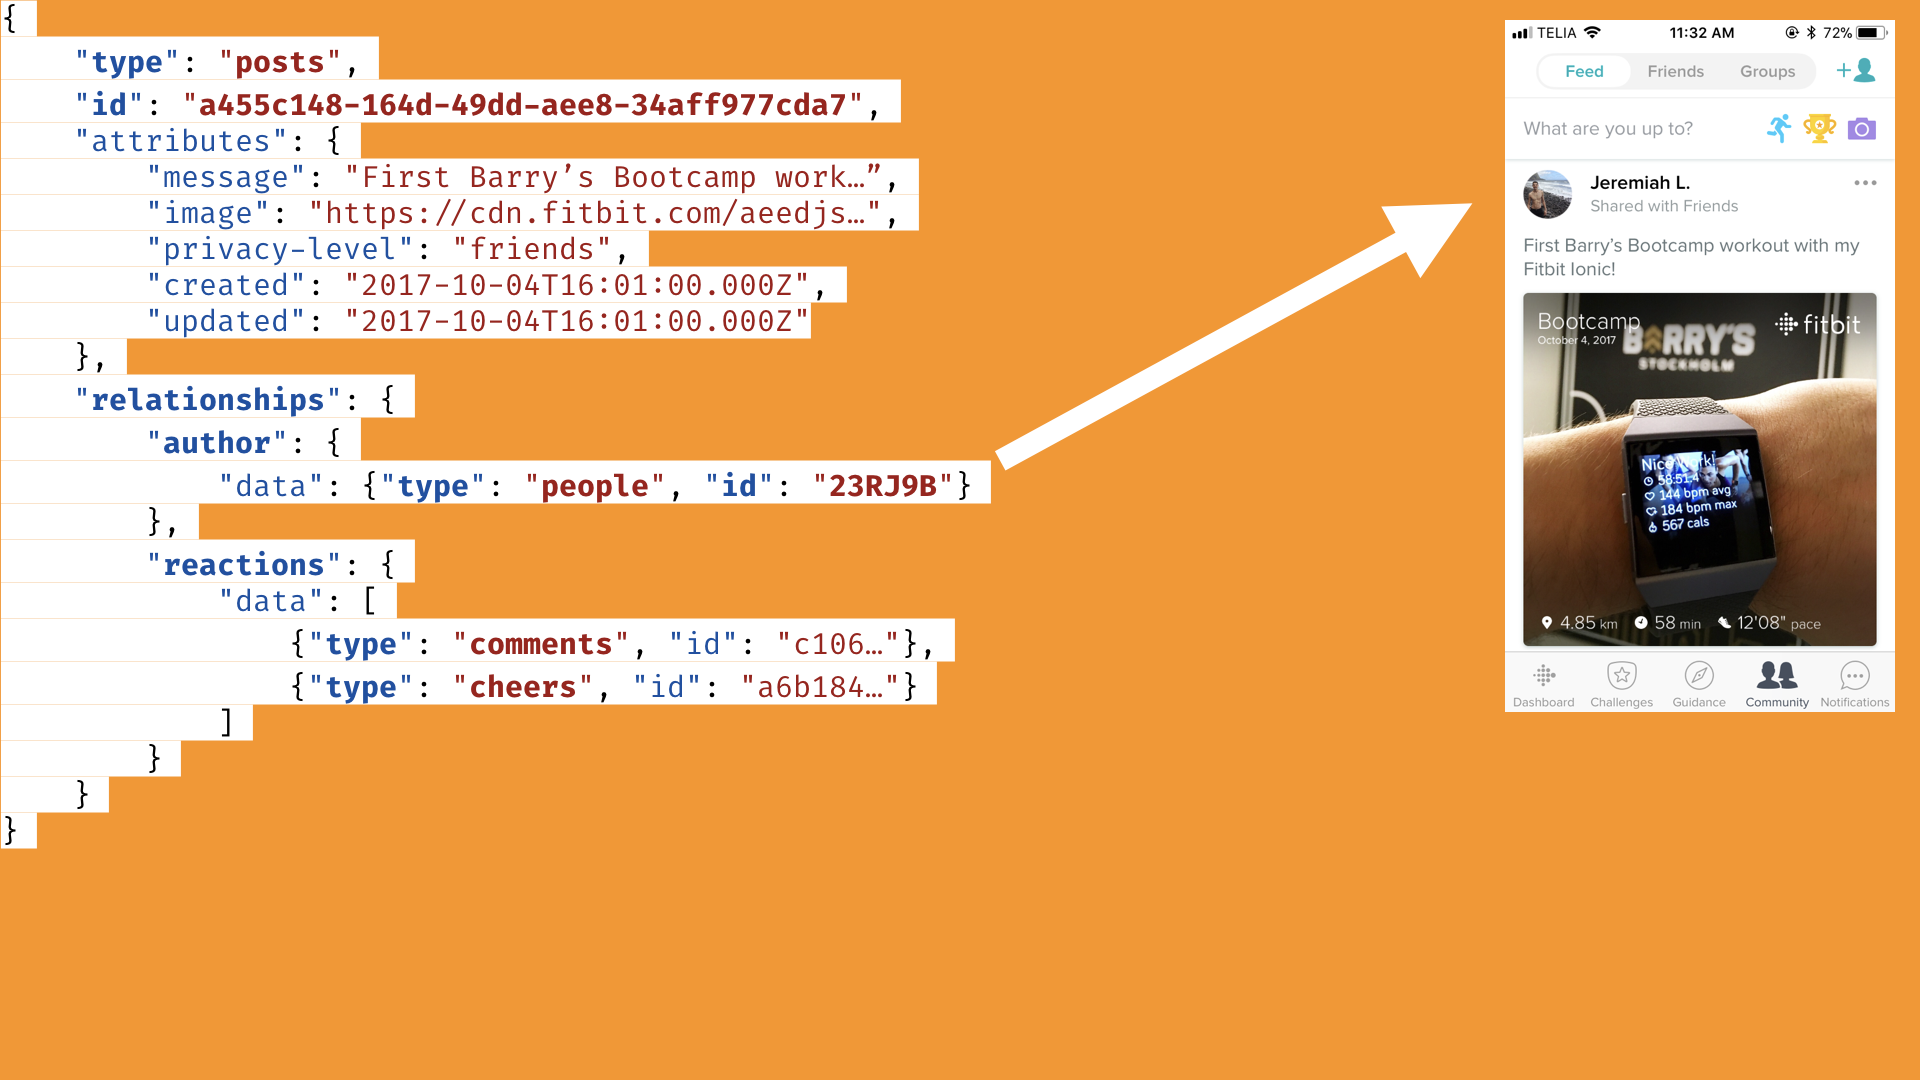 {
"type": "posts",
"id": "a455c148-164d-49dd-aee8-34aff977cda7",
"attributes": {
"message": "First Barry’s Bootcamp work…”,
"image": "https://cdn.fitbit.com/aeedjs…",
"privacy-level": "friends",
"created": "2017-10-04T16:01:00.000Z",
"updated": "2017-10-04T16:01:00.000Z"
},
"relationships": {
"author": {
"data": {"type": "people", "id": "23RJ9B"}
},
"reactions": {
"data": [
{"type": "comments", "id": "c106…"},
{"type": "cheers", "id": "a6b184…"}
]
}
}
}
TELIA 11:32 AM 72%
Feed Friends Groups
What are you up to?
Jeremiah L.
Shared with Friends
First Barry’s Bootcamp workout with my
Fitbit Ionic!
Bootcamp fitbit
October 4, 2017
BARRY'S
STOCKHOLM
Nice work!
58:51.4
144 bpm avg
184 bpm max
567 cals
4.85 km 58 min 12'08" pace
Dashboard Challenges Guidance Community Notifications